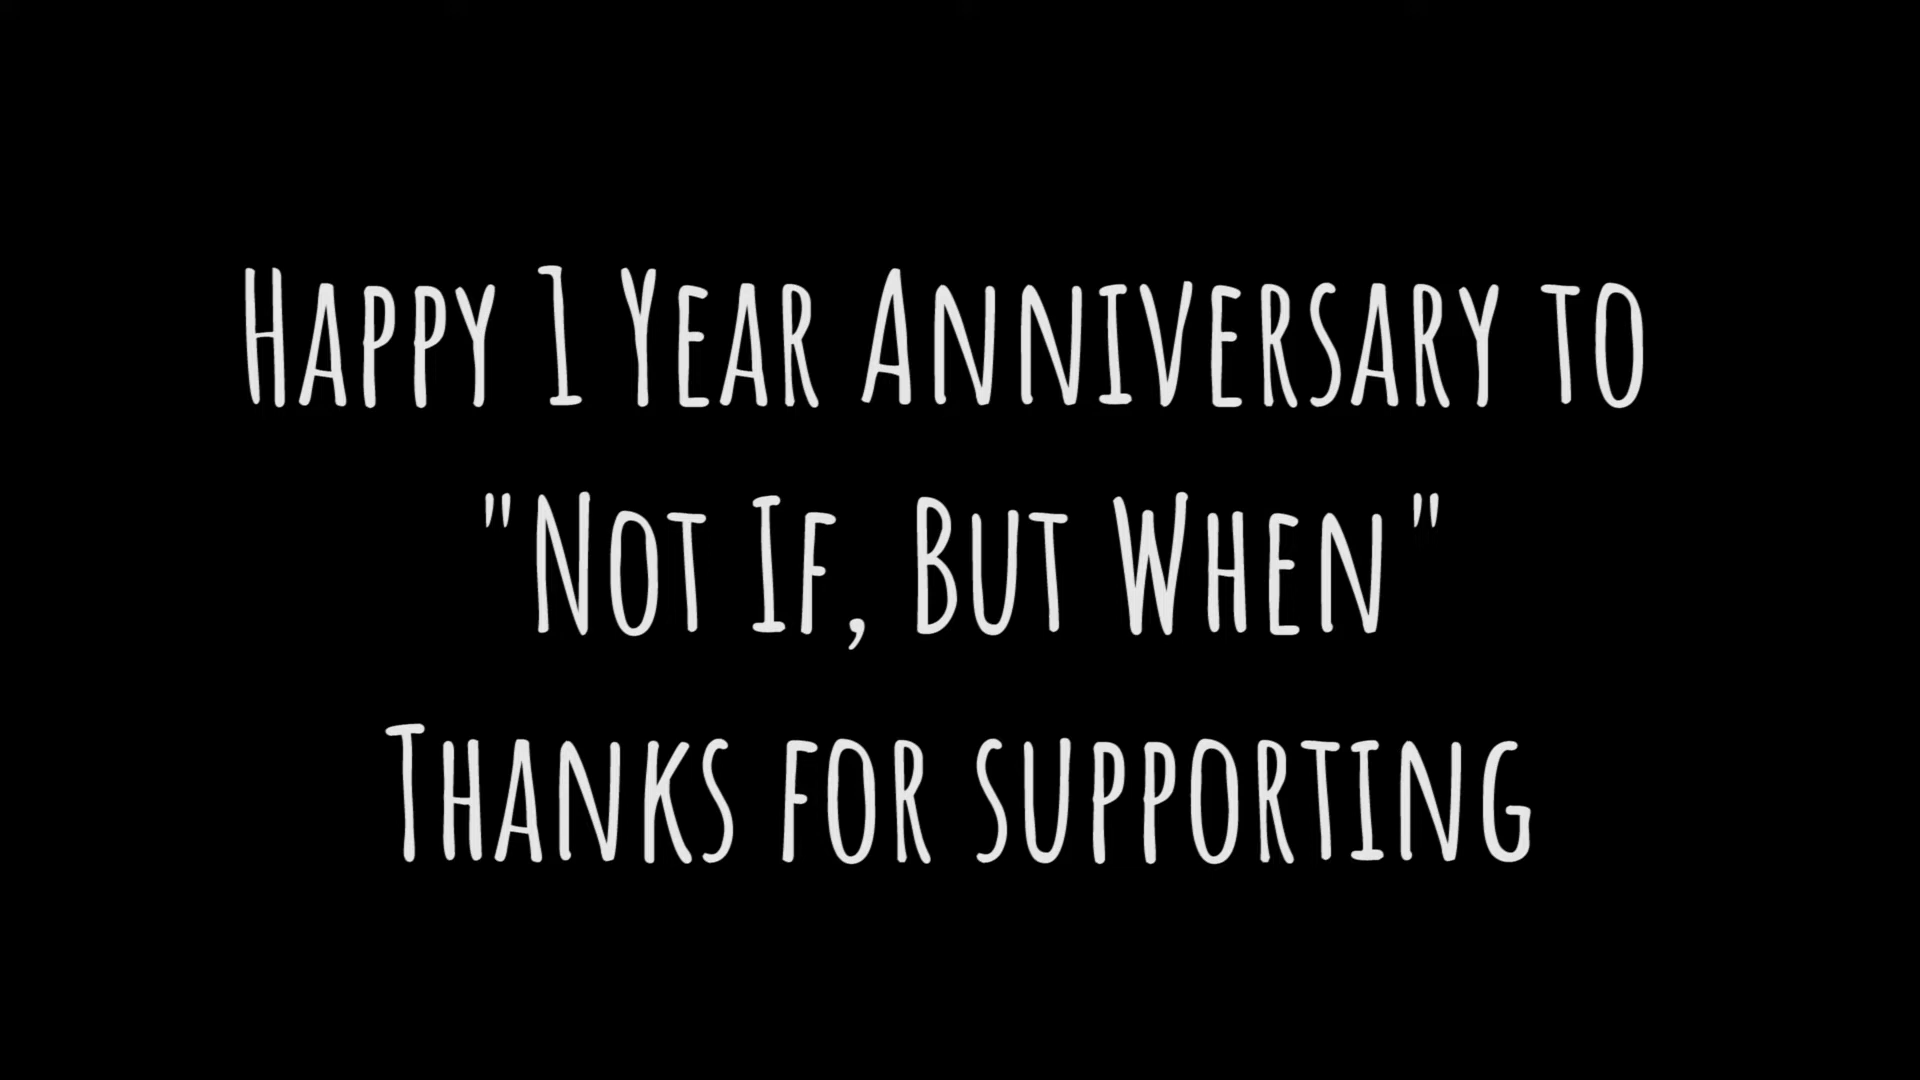 Happy 1 Year Anniversary to
"Not If, But When"
Thanks for supporting